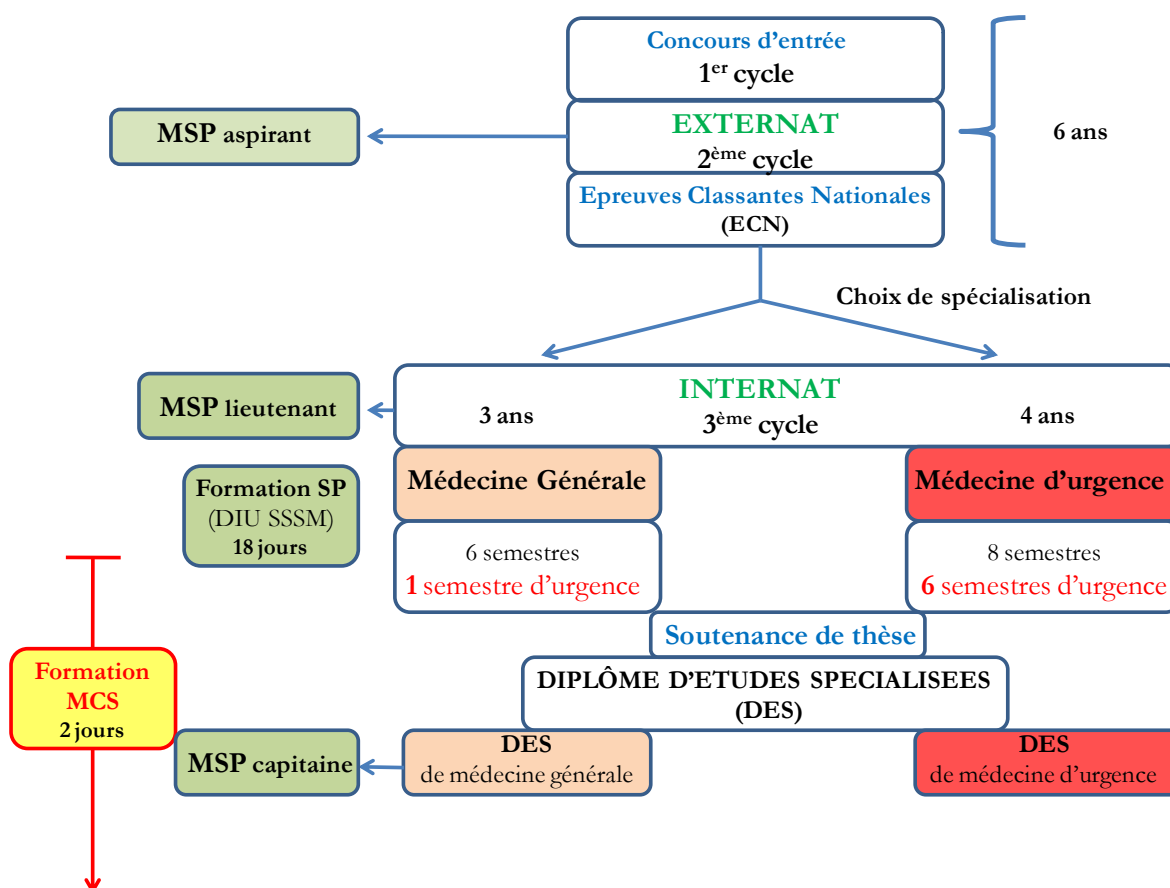 Concours d'entrée
1er cycle
MSP aspirant
EXTERNAT
2ème cycle
6 ans
Epreuves Classantes Nationales
(ECN)
Choix de spécialisation
MSP lieutenant
INTERNAT
3 ans
3ème cycle
4 ans
Formation SP
(DIU SSSM)
18 jours
Médecine Générale
Médecine d'urgence
6 semestres
1 semestre d'urgence
8 semestres
6 semestres d'urgence
Soutenance de thèse
Formation
MCS
2 jours
DIPLÔME D'ETUDES SPECIALISEES
(DES)
MSP capitaine
DES
de médecine générale
DES
de médecine d'urgence